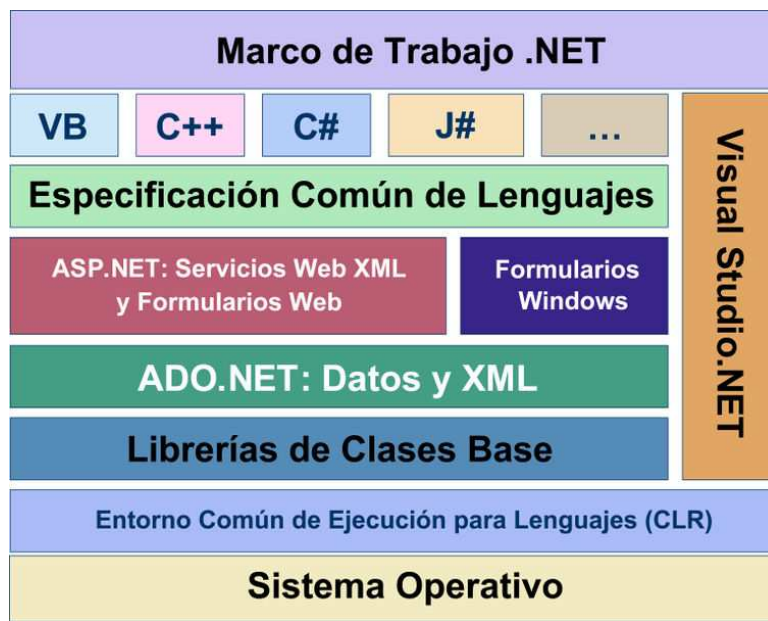 Marco de Trabajo .NET
VB
C++
C#
J#
...
Visual Studio.NET
Especificación Común de Lenguajes
ASP.NET: Servicios Web XML
y Formularios Web
Formularios
Windows
ADO.NET: Datos y XML
Librerías de Clases Base
Entorno Común de Ejecución para Lenguajes (CLR)
Sistema Operativo